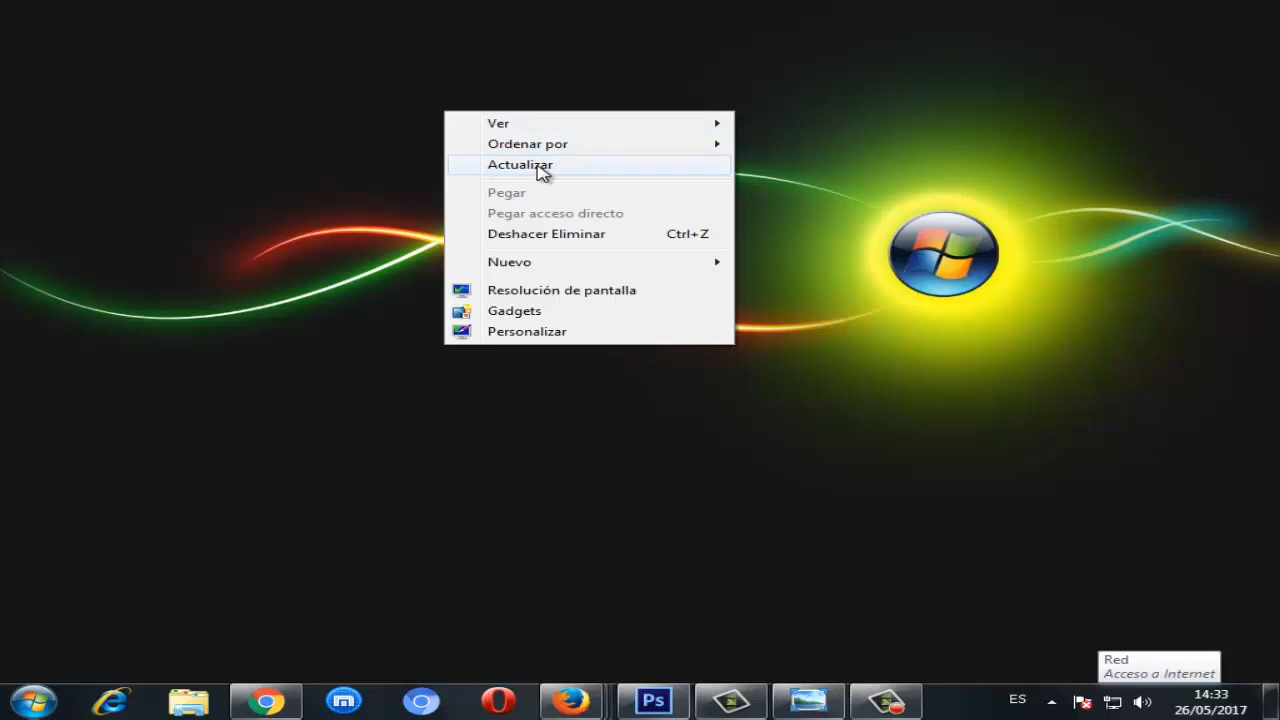 Ver
Ordenar por
Actualizar
Pegar
Pegar acceso directo
Deshacer Eliminar Ctrl+Z
Nuevo
Resolución de pantalla
Gadgets
Personalizar
Red
Acceso a Internet
Ps
ES
14:33
26/05/2017